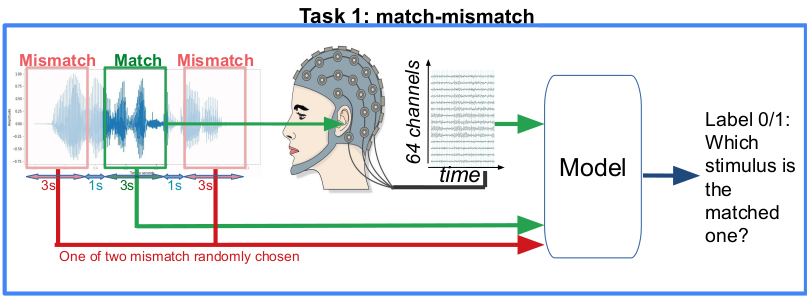 Task 1: match-mismatch
Mismatch Match Mismatch
3s 1s 3s 1s 3s
One of two mismatch randomly chosen
64 channels
time
Model
Label 0/1:
Which
stimulus is
the
matched
one?